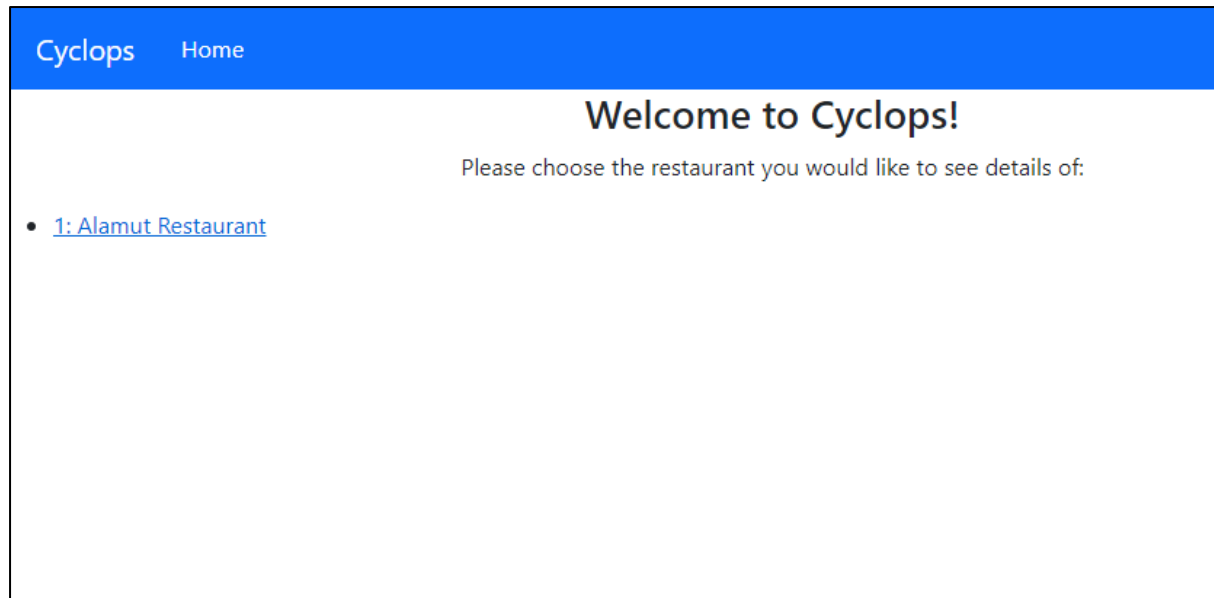 Cyclops Home
Welcome to Cyclops!
Please choose the restaurant you would like to see details of:
1: Alamut Restaurant